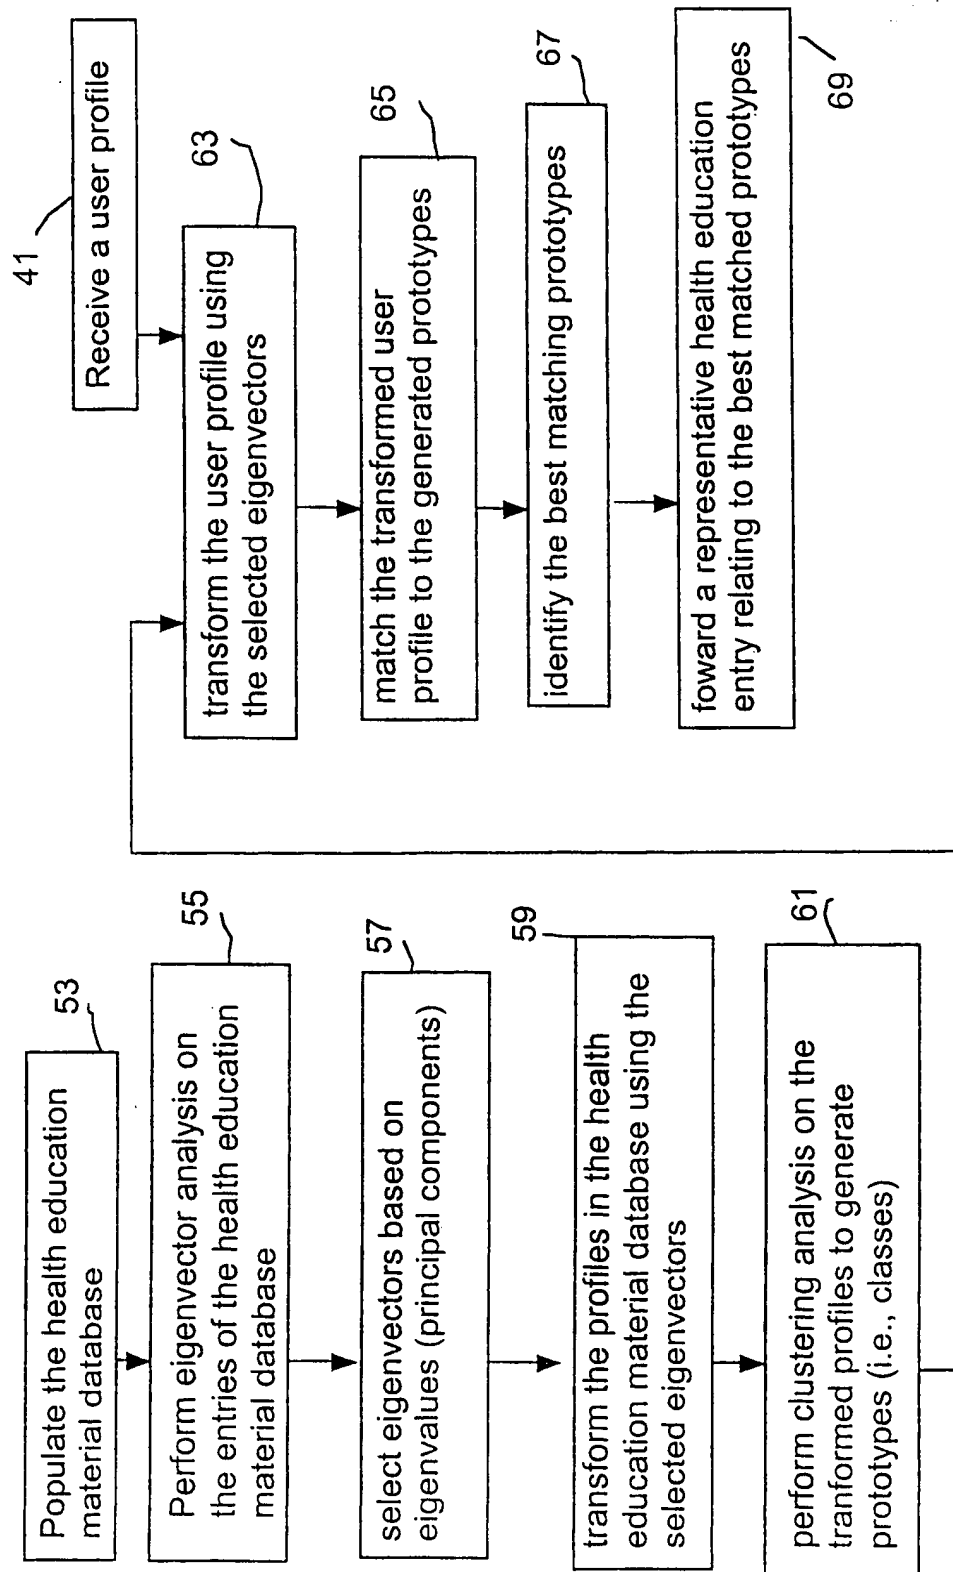 53
Populate the health education
material database
55
Perform eigenvector analysis on
the entries of the health education
material database
57
select eigenvectors based on
eigenvalues (principal components)
59
transform the profiles in the health
education material database using the
selected eigenvectors
61
perform clustering analysis on the
tranformed profiles to generate
prototypes (i.e., classes)
41
Receive a user profile
63
transform the user profile using
the selected eigenvectors
65
match the transformed user
profile to the generated prototypes
67
identify the best matching prototypes
69
foward a representative health education
entry relating to the best matched prototypes